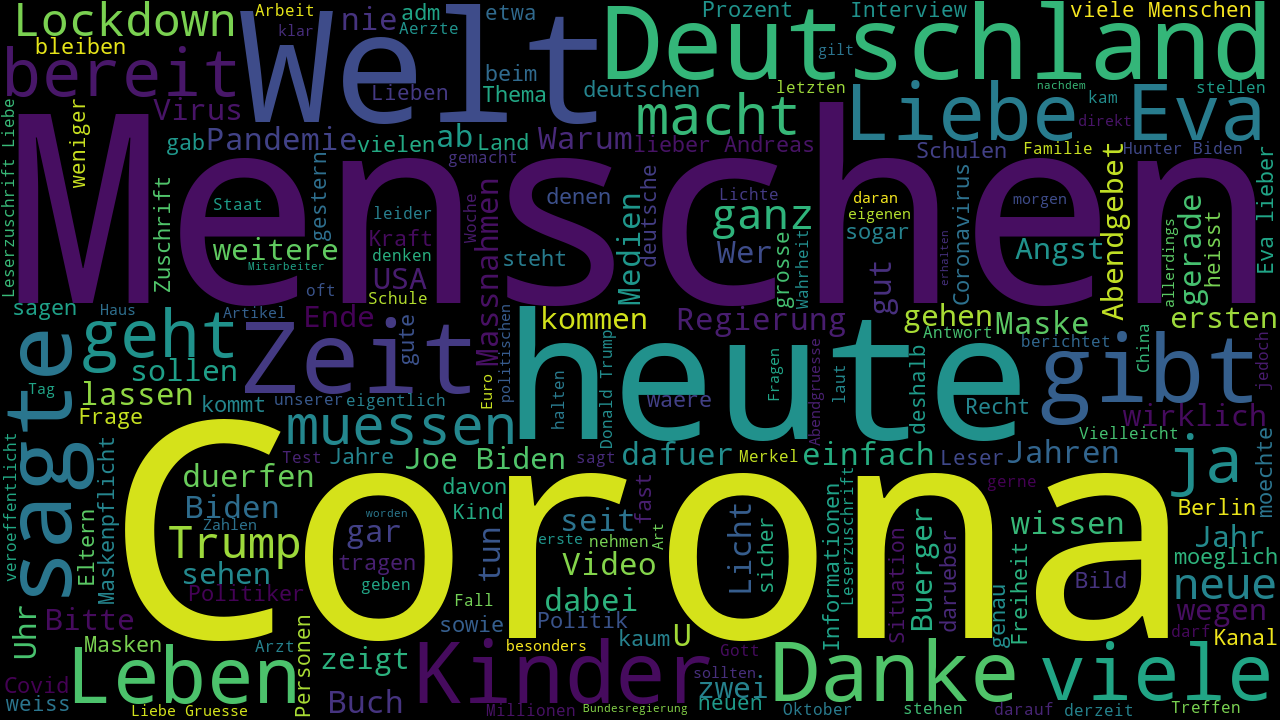 Lockdown
Arbeit
klar
nie
adm
Aerzte
etwa
Prozent
Interview
viele Menschen
bleiben
bereit
Welt
Deutschland
gilt
Virus
Lieben
beim
Thema
deutschen
letzten
nachdem
kam
stellen
weniger
macht
Liebe
Eva
direkt
gab
Pandemie
vielen
ab
Land
Warum
lieber Andreas
Schulen
Familie
Hunter Biden
Leserzuschrift Liebe
Menschen
gemacht
Zuschrift
gestern
Staat
leider
Kraft
denken
Woche
Massnahmen
denen
deutsche
Medien
Lichte
ganz
Wer
daran
eigenen
sogar
Coronavirus
morgen
Angst
Abendgebet
gerade
heisst
allerdings
Eva lieber
weitere
Mitarbeiter
USA
steht
grosse
Wahrheit
gut
erhalten
oft
Schule
sagen
Haus
Artikel
Ende
gute
kommen
Regierung
gehen
Antwort
Maske
berichtet
ersten
geht
Zeit
sollen
politischen
heute
gibt
China
jedoch
Tag
lassen
unserer
eigentlich
Euro
halten
Donald Trump
waere
Fragen
Abendgruesse
laut
deshalb
Recht
wirklich
sagte
Frage
kommt
muessen
Vielleicht
veroeffentlicht
Maskenpflicht
Eltern
Test
Jahre
Joe Biden
sagt
dafuer
Merkel
einfach
Leser
Jahren
ja
moechte
duerfen
Biden
Zahlen
Corona
worden
davon
Kind
fast
gerne
Berlin
Trump
gar
tragen
geben
tun
seit
erste
nehmen
Art
Video
Licht
sicher
Informationen
Leserzuschrift
Situation
Buerger
darueber
genau
Freiheit
wissen
Bild
Jahr
moeglich
sehen
Politiker
Fall
dabei
neue
Uhr
Bitte
sowie
Politik
kaum
U
wegen
darf
Kanal
Masken
Arzt
Personen
zeigt
besonders
Gott
Covid
weiss
Leben
Buch
Kinder
sollten
zwei
neuen
Danke
viele
Liebe Gruesse
Millionen
Bundesregierung
Oktober
stehen
darauf
derzeit
Treffen